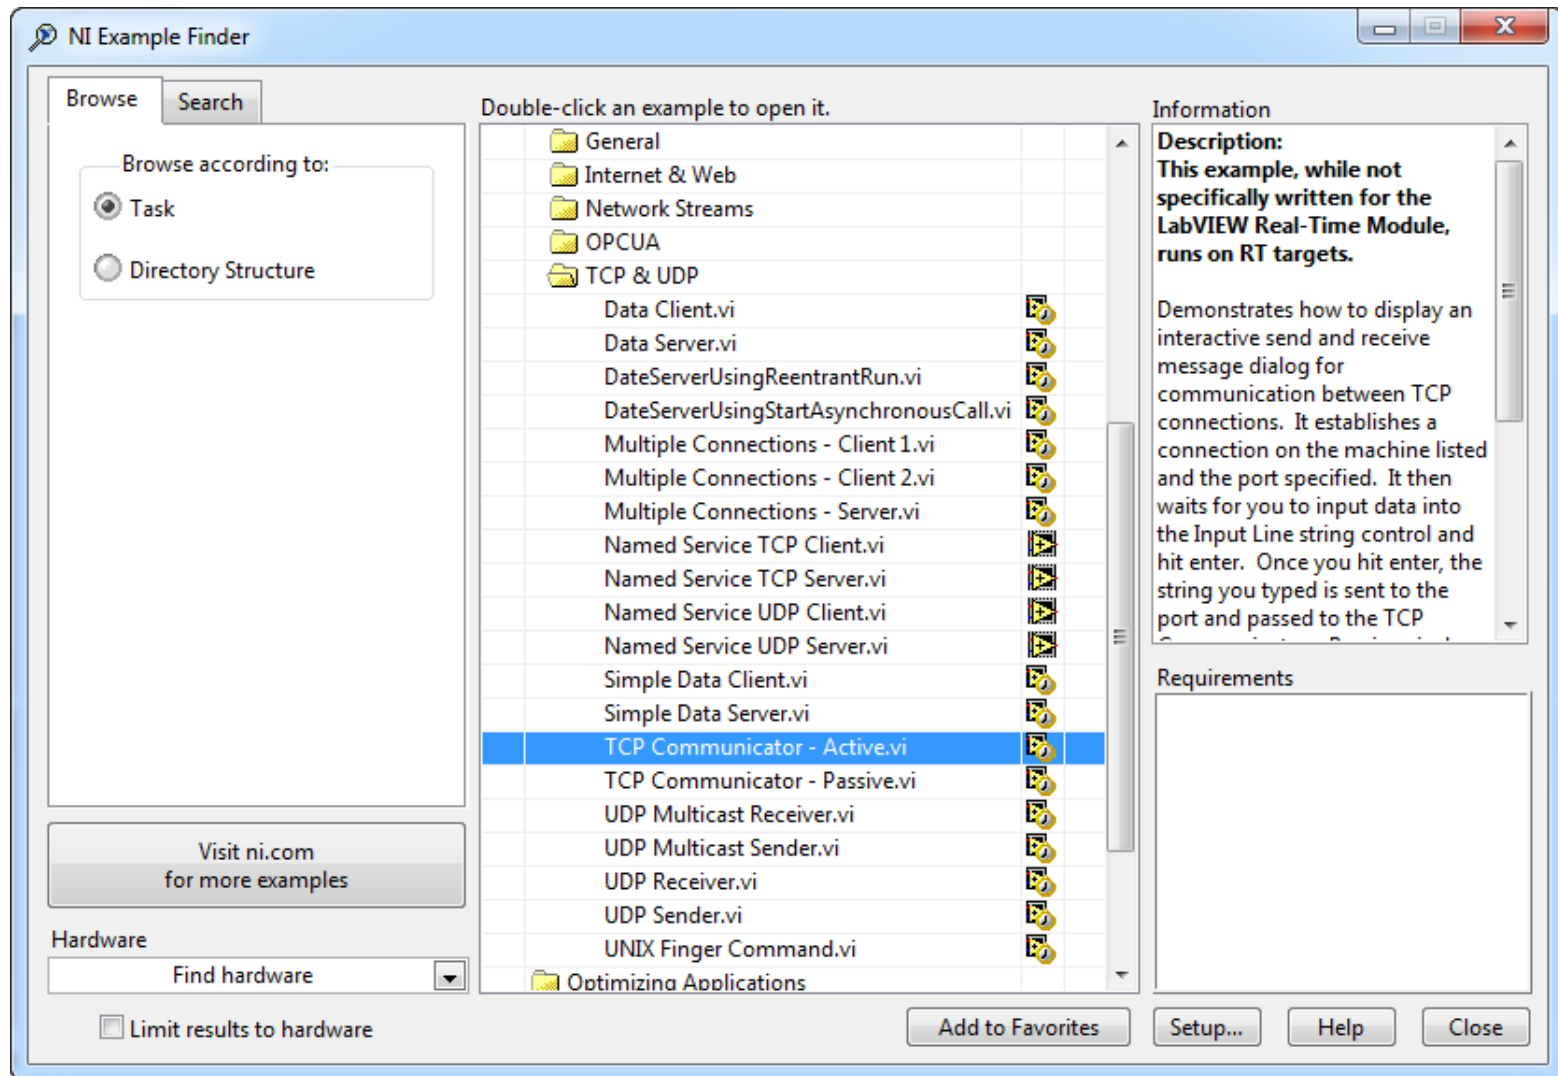 NI Example Finder
Browse
Search
Browse according to:
Task
Directory Structure
Visit ni.com
for more examples
Hardware
Find hardware
Limit results to hardware
Double-click an example to open it.
General
Internet & Web
Network Streams
OPCUA
TCP & UDP
Data Client.vi
Data Server.vi
DateServerUsingReentrantRun.vi
DateServerUsingStartAsynchronousCall.vi
Multiple Connections - Client 1.vi
Multiple Connections - Client 2.vi
Multiple Connections - Server.vi
Named Service TCP Client.vi
Named Service TCP Server.vi
Named Service UDP Client.vi
Named Service UDP Server.vi
Simple Data Client.vi
Simple Data Server.vi
TCP Communicator - Active.vi
TCP Communicator - Passive.vi
UDP Multicast Receiver.vi
UDP Multicast Sender.vi
UDP Receiver.vi
UDP Sender.vi
UNIX Finger Command.vi
Optimizing Applications
Information
Description:
This example, while not
specifically written for the
LabVIEW Real-Time Module,
runs on RT targets.
Demonstrates how to display an
interactive send and receive
message dialog for
communication between TCP
connections. It establishes a
connection on the machine listed
and the port specified. It then
waits for you to input data into
the Input Line string control and
hit enter. Once you hit enter, the
string you typed is sent to the
port and passed to the TCP
Requirements
Add to Favorites
Setup...
Help
Close